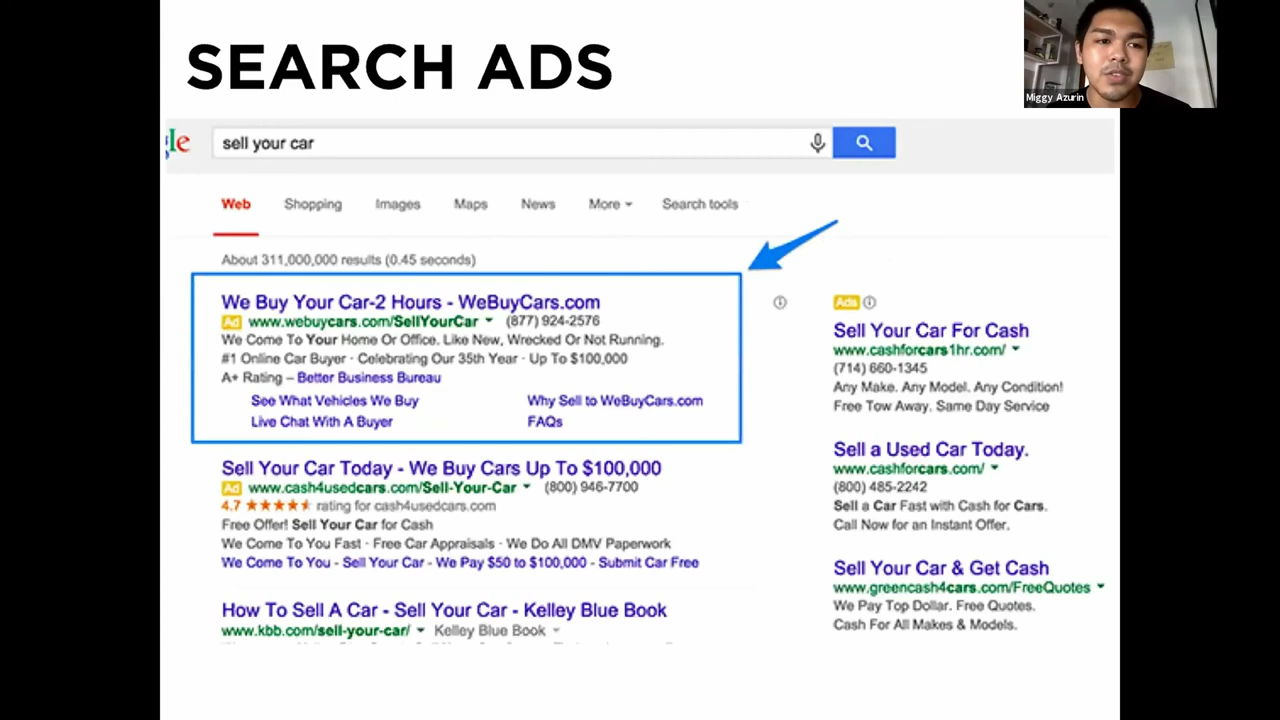 SEARCH ADS
Miggy Azurin
gle
sell your car
Web Shopping Images Maps News More Search tools
About 311,000,000 results (0.45 seconds)
We Buy Your Car-2 Hours - WeBuyCars.com
Ad www.webuycars.com/SellYourCar (877) 924-2576
We Come To Your Home Or Office. Like New, Wrecked Or Not Running.
#1 Online Car Buyer · Celebrating Our 35th Year · Up To $100,000
A+ Rating – Better Business Bureau
See What Vehicles We Buy Why Sell to WeBuyCars.com
Live Chat With A Buyer FAQs
Sell Your Car Today - We Buy Cars Up To $100,000
Ad www.cash4usedcars.com/Sell-Your-Car (800) 946-7700
4.7 ★★★★★ rating for cash4usedcars.com
Free Offer! Sell Your Car for Cash
We Come To You Fast · Free Car Appraisals · We Do All DMV Paperwork
We Come To You - Sell Your Car - We Pay $50 to $100,000 - Submit Car Free
How To Sell A Car - Sell Your Car - Kelley Blue Book
www.kbb.com/sell-your-car/ Kelley Blue Book
Ads
Sell Your Car For Cash
www.cashforcars1hr.com/
(714) 660-1345
Any Make. Any Model. Any Condition!
Free Tow Away. Same Day Service
Sell a Used Car Today.
www.cashforcars.com/
(800) 485-2242
Sell a Car Fast with Cash for Cars.
Call Now for an Instant Offer.
Sell Your Car & Get Cash
www.greencash4cars.com/FreeQuotes
We Pay Top Dollar. Free Quotes.
Cash For All Makes & Models.